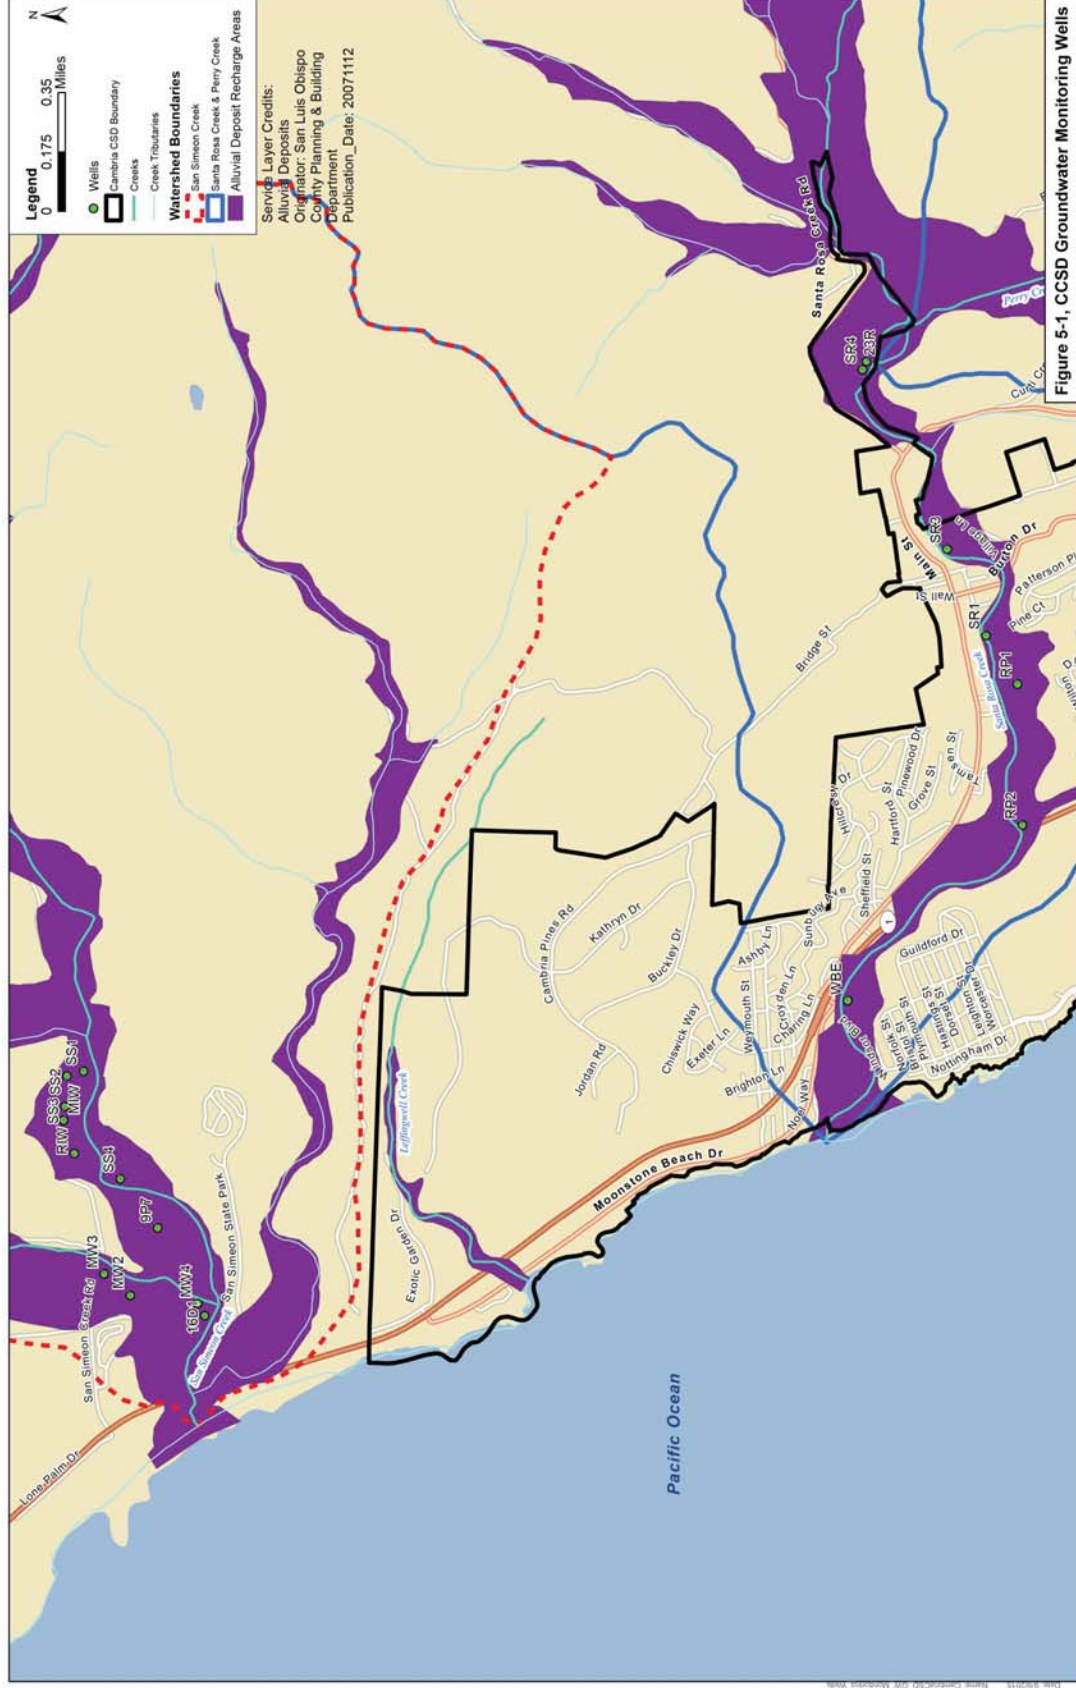 Legend
0 0.175 0.35
Miles
N
Wells
Cambria CSD Boundary
Creeks
Creek Tributaries
Watershed Boundaries
San Simeon Creek
Santa Rosa Creek & Perry Creek
Alluvial Deposit Recharge Areas
Service Layer Credits:
Alluvial Deposits
Originator: San Luis Obispo
County Planning & Building
Department
Publication_Date: 20071112
Lone Palm Dr
San Simeon Creek Rd
MW3
MW2
16D1
MW4
San Simeon Creek
San Simeon State Park
9P7
SS4
RIW
SS3
MIW
SS2
SS1
Exotic Garden Dr
Leffingwell Creek
Moonstone Beach Dr
Pacific Ocean
Cambria Pines Rd
Kathryn Dr
Buckley Dr
Jordan Rd
Chiswick Way
Exeter Ln
Weymouth St
Ashby Ln
Croyden Ln
Charing Ln
Brighton Ln
Noel Way
Sunbury Ave
Sheffield St
Hillcrest Dr
Hartford St
Pinewood Dr
Grove St
Tamsen St
Bridge St
1
WBE
Windsor Blvd
Guildford Dr
Norfolk St
Bristol St
Plymouth St
Hastings St
Dorset St
Leighton St
Worcester Dr
Nottingham Dr
RP2
RP1
Santa Rosa Creek
SR1
Wall St
Main St
SR3
Village Ln
Burton Dr
Patterson Pl
Pine Ct
Wilton D
SR4
23R
Santa Rosa Creek Rd
Perry Cr
Curti Cr
Figure 5-1, CCSD Groundwater Monitoring Wells